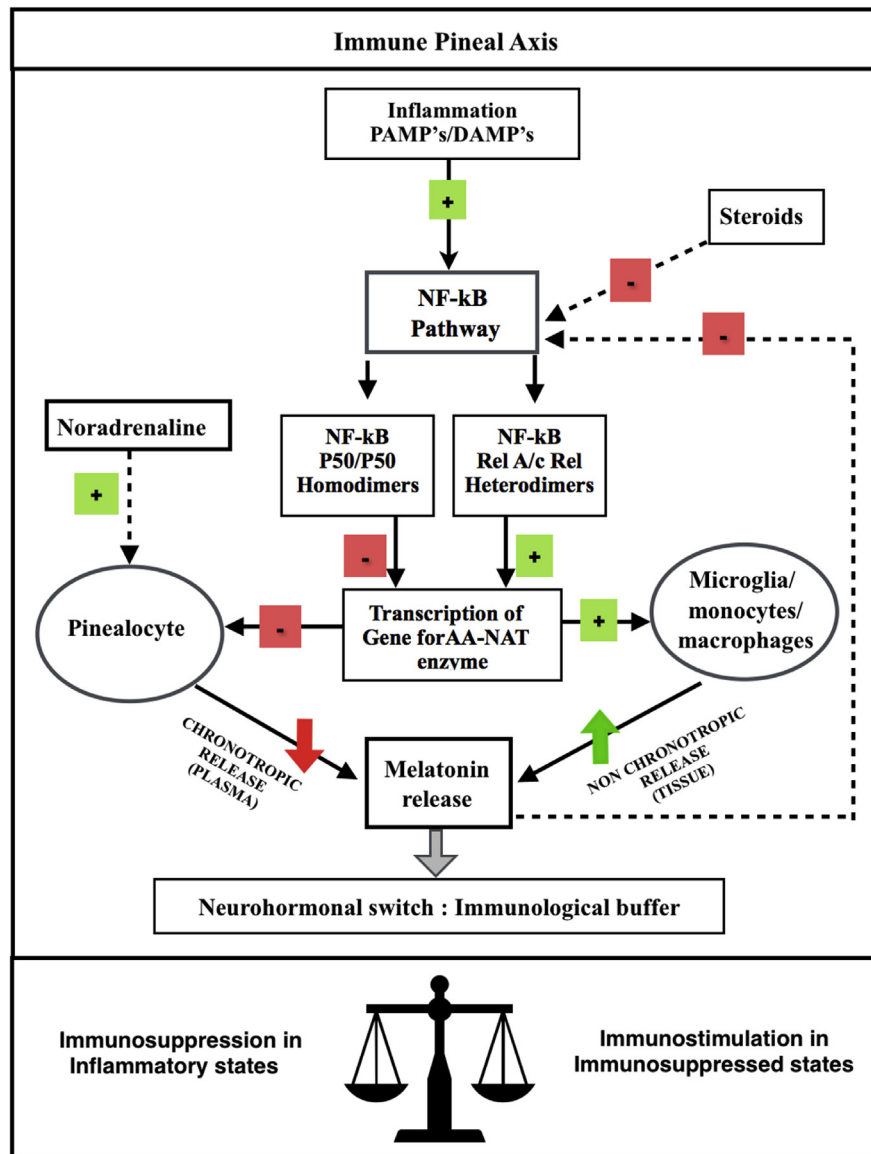 Immune Pineal Axis
Inflammation
PAMP's/DAMP's
+
Steroids
-
NF-kB
Pathway
-
Noradrenaline
+
NF-kB
P50/P50
Homodimers
NF-kB
Rel A/c Rel
Heterodimers
-
+
Pinealocyte
-
Transcription of
Gene forAA-NAT
enzyme
+
Microglia/
monocytes/
macrophages
CHRONOTROPIC
RELEASE
(PLASMA)
Melatonin
release
NON CHRONOTROPIC
RELEASE
(TISSUE)
Neurohormonal switch : Immunological buffer
Immunosuppression in
Inflammatory states
Immunostimulation in
Immunosuppressed states